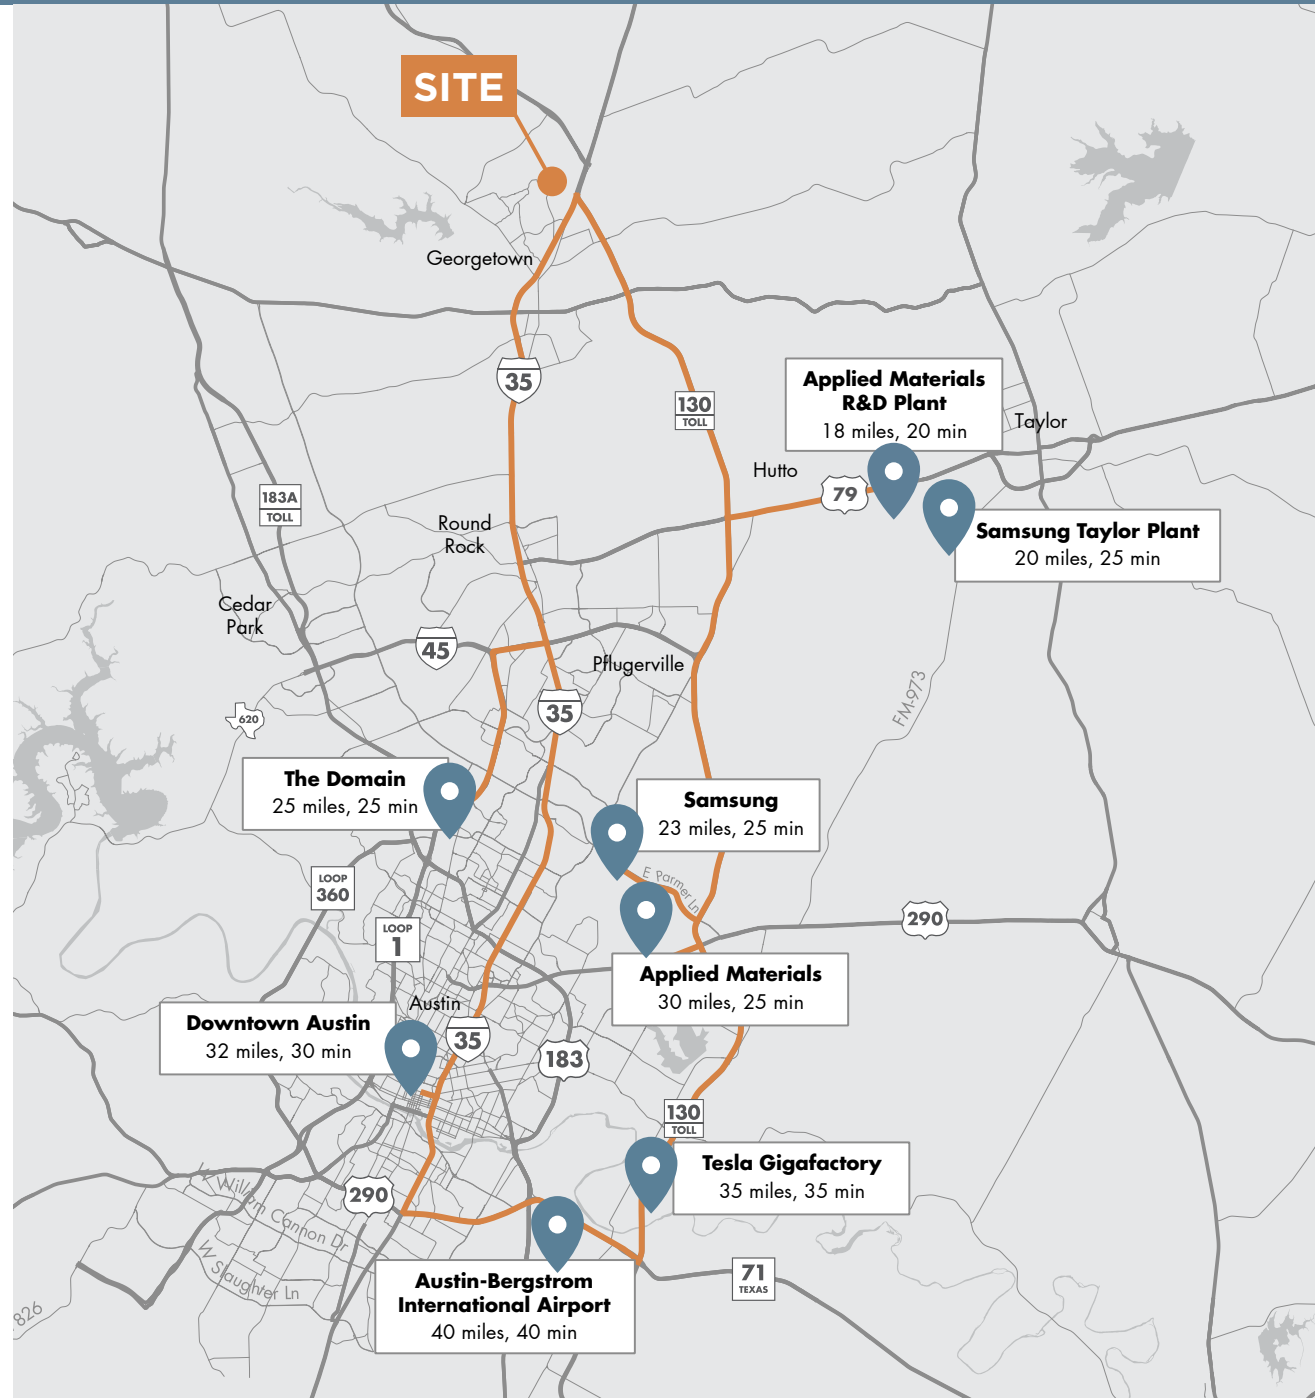 SITE
Georgetown
35
130
TOLL
Applied Materials
R&D Plant
18 miles, 20 min
Taylor
Hutto
79
183A
TOLL
Round
Rock
Samsung Taylor Plant
20 miles, 25 min
Cedar
Park
45
Pflugerville
35
620
FM-973
The Domain
25 miles, 25 min
Samsung
23 miles, 25 min
E Parmer Ln
LOOP
360
LOOP
1
290
Applied Materials
30 miles, 25 min
Austin
Downtown Austin
32 miles, 30 min
35
183
130
TOLL
Tesla Gigafactory
35 miles, 35 min
290
W William Cannon Dr
W Slaughter Ln
Austin-Bergstrom
International Airport
40 miles, 40 min
71
TEXAS
826